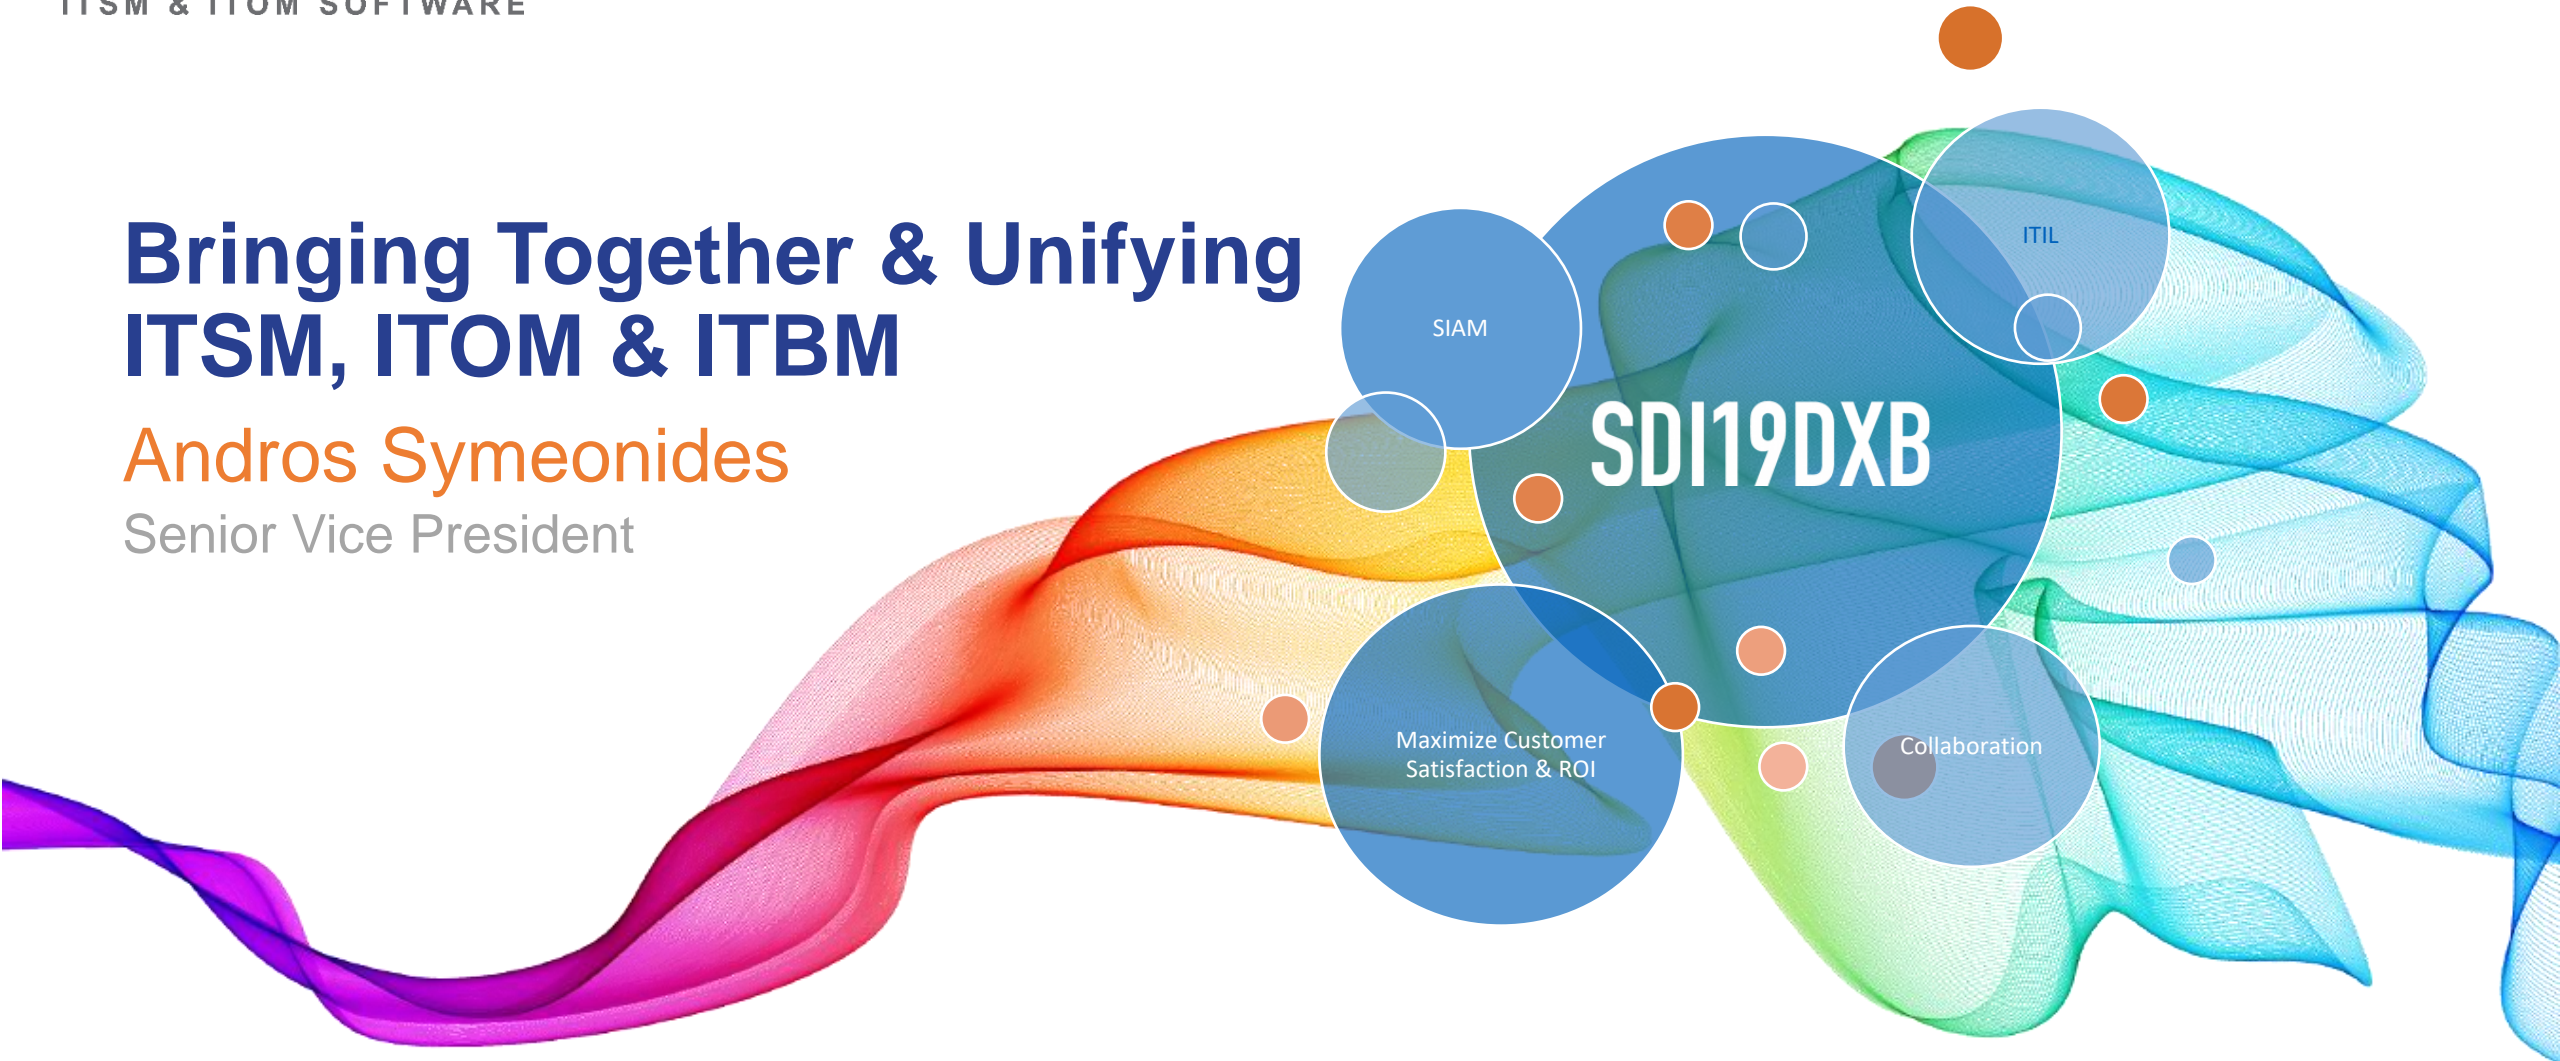 ITSM & ITOM SOFTWARE
Bringing Together & Unifying
ITSM, ITOM & ITBM
Andros Symeonides
Senior Vice President
SIAM
ITIL
SDI19DXB
Maximize Customer
Satisfaction & ROI
Collaboration